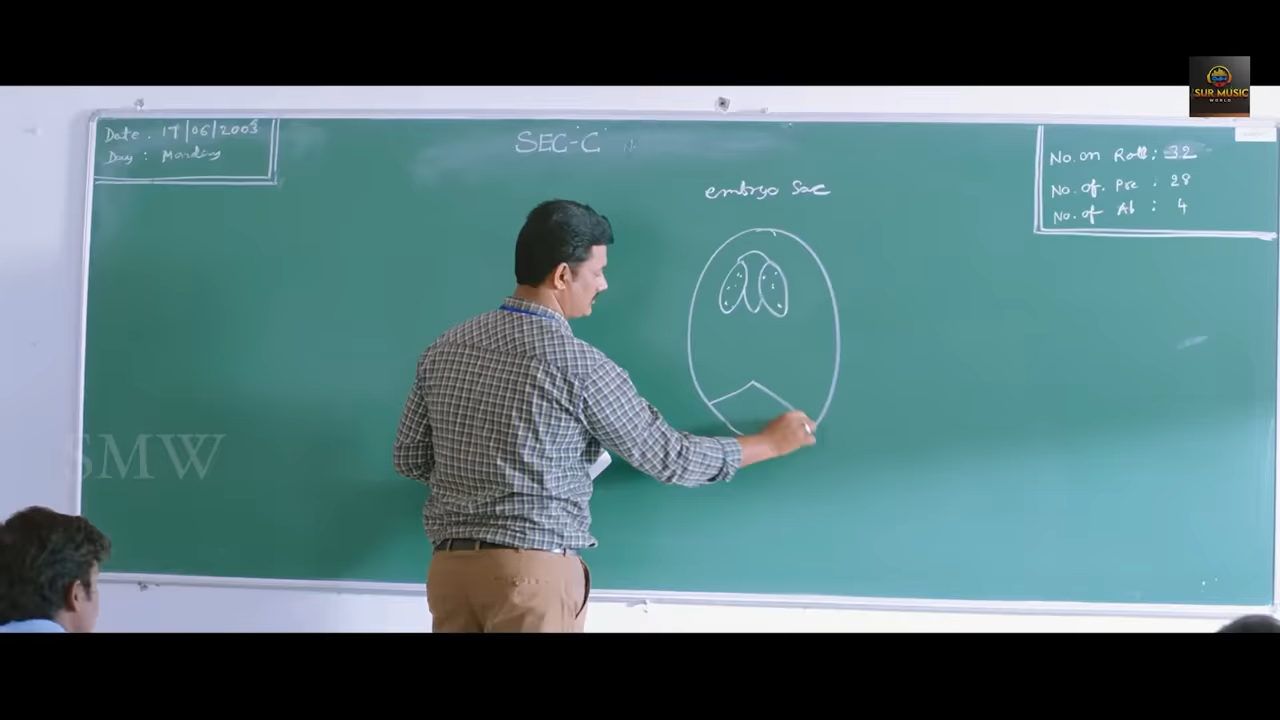 SUR MUSIC
WORLD
Date : 17/06/2003
Day : Monday
SEC-'C'
No. on Roll : 32
No. of. Pre : 28
No. of Ab : 4
embryo Sac
SMW